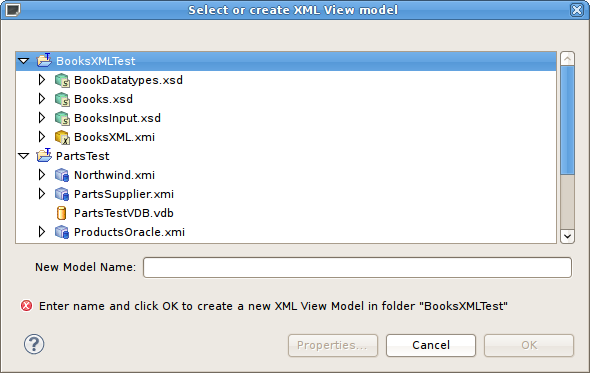 Select or create XML View model
BooksXMLTest
BookDatatypes.xsd
Books.xsd
BooksInput.xsd
BooksXML.xmi
PartsTest
Northwind.xmi
PartsSupplier.xmi
PartsTestVDB.vdb
ProductsOracle.xmi
New Model Name:
Enter name and click OK to create a new XML View Model in folder "BooksXMLTest"
Properties... Cancel OK